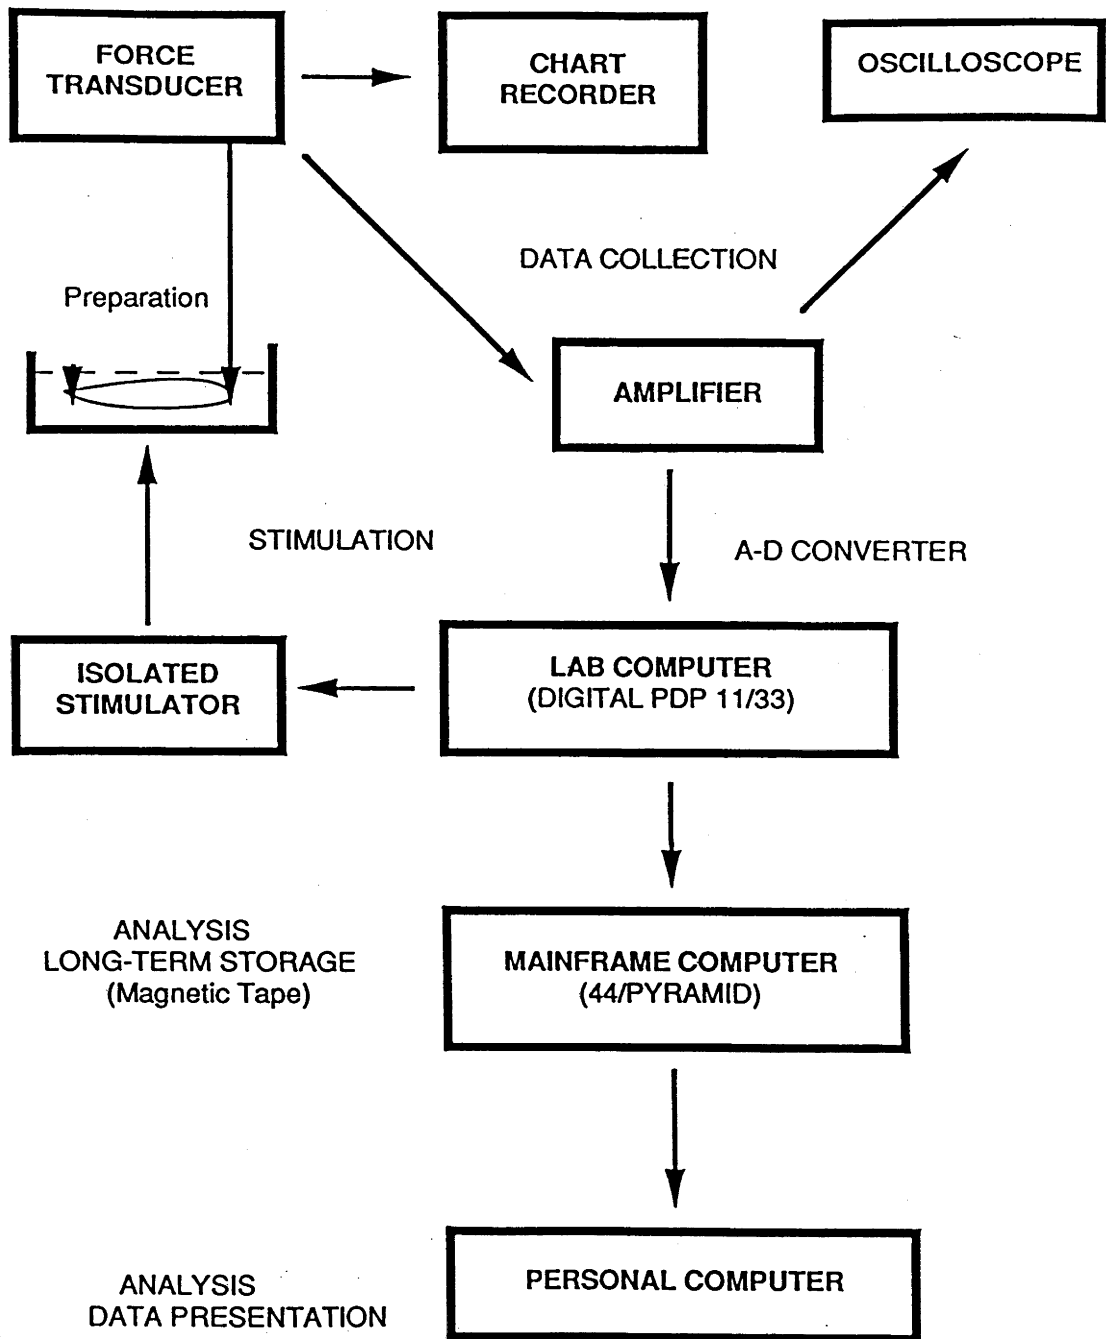 FORCE
TRANSDUCER
CHART
RECORDER
OSCILLOSCOPE
DATA COLLECTION
Preparation
AMPLIFIER
STIMULATION
A-D CONVERTER
ISOLATED
STIMULATOR
LAB COMPUTER
(DIGITAL PDP 11/33)
ANALYSIS
LONG-TERM STORAGE
(Magnetic Tape)
MAINFRAME COMPUTER
(44/PYRAMID)
PERSONAL COMPUTER
ANALYSIS
DATA PRESENTATION